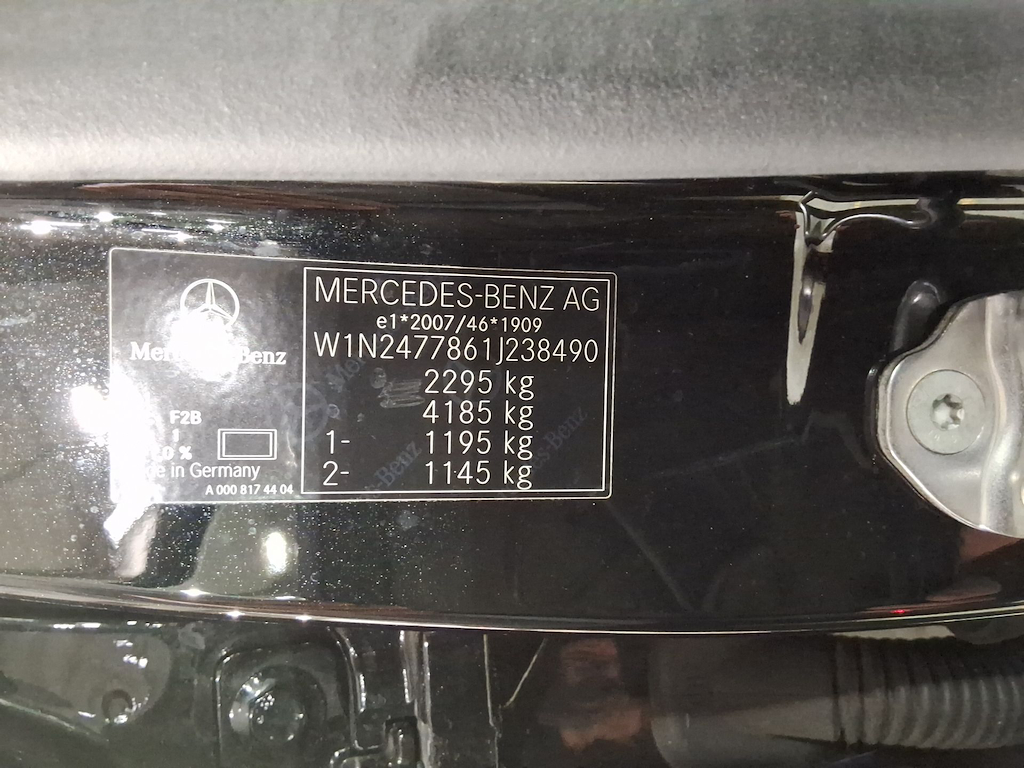 Benz
F2B
1
%
in Germany
A 000 817 44 04
MERCEDES-BENZ AG
e1*2007/46*1909
W1N2477861J238490
2295 kg
4185 kg
1- 1195 kg
2- 1145 kg